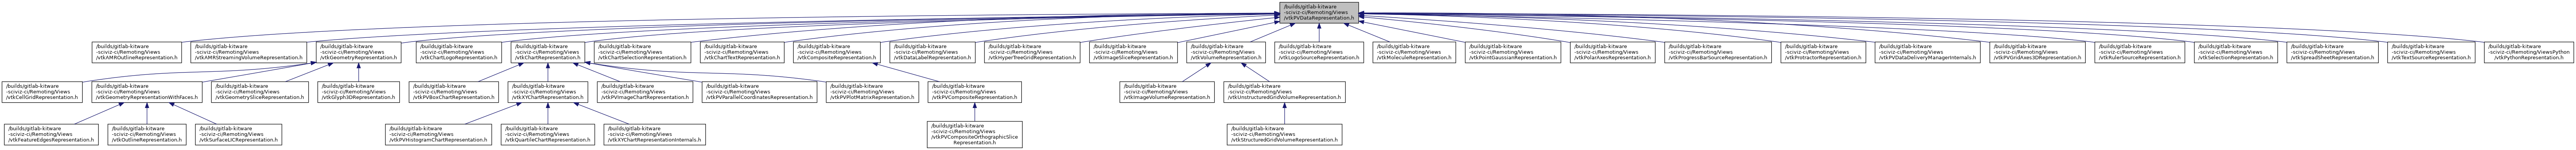 /builds/gitlab-kitware
-sciviz-ci/Remoting/Views
/vtkPVDataRepresentation.h
/builds/gitlab-kitware
-sciviz-ci/Remoting/Views
/vtkAMROutlineRepresentation.h
/builds/gitlab-kitware
-sciviz-ci/Remoting/Views
/vtkAMRStreamingVolumeRepresentation.h
/builds/gitlab-kitware
-sciviz-ci/Remoting/Views
/vtkGeometryRepresentation.h
/builds/gitlab-kitware
-sciviz-ci/Remoting/Views
/vtkChartLogoRepresentation.h
/builds/gitlab-kitware
-sciviz-ci/Remoting/Views
/vtkChartRepresentation.h
/builds/gitlab-kitware
-sciviz-ci/Remoting/Views
/vtkChartSelectionRepresentation.h
/builds/gitlab-kitware
-sciviz-ci/Remoting/Views
/vtkChartTextRepresentation.h
/builds/gitlab-kitware
-sciviz-ci/Remoting/Views
/vtkCompositeRepresentation.h
/builds/gitlab-kitware
-sciviz-ci/Remoting/Views
/vtkDataLabelRepresentation.h
/builds/gitlab-kitware
-sciviz-ci/Remoting/Views
/vtkHyperTreeGridRepresentation.h
/builds/gitlab-kitware
-sciviz-ci/Remoting/Views
/vtkImageSliceRepresentation.h
/builds/gitlab-kitware
-sciviz-ci/Remoting/Views
/vtkVolumeRepresentation.h
/builds/gitlab-kitware
-sciviz-ci/Remoting/Views
/vtkLogoSourceRepresentation.h
/builds/gitlab-kitware
-sciviz-ci/Remoting/Views
/vtkMoleculeRepresentation.h
/builds/gitlab-kitware
-sciviz-ci/Remoting/Views
/vtkPointGaussianRepresentation.h
/builds/gitlab-kitware
-sciviz-ci/Remoting/Views
/vtkPolarAxesRepresentation.h
/builds/gitlab-kitware
-sciviz-ci/Remoting/Views
/vtkProgressBarSourceRepresentation.h
/builds/gitlab-kitware
-sciviz-ci/Remoting/Views
/vtkProtractorRepresentation.h
/builds/gitlab-kitware
-sciviz-ci/Remoting/Views
/vtkPVDataDeliveryManagerInternals.h
/builds/gitlab-kitware
-sciviz-ci/Remoting/Views
/vtkPVGridAxes3DRepresentation.h
/builds/gitlab-kitware
-sciviz-ci/Remoting/Views
/vtkRulerSourceRepresentation.h
/builds/gitlab-kitware
-sciviz-ci/Remoting/Views
/vtkSelectionRepresentation.h
/builds/gitlab-kitware
-sciviz-ci/Remoting/Views
/vtkSpreadSheetRepresentation.h
/builds/gitlab-kitware
-sciviz-ci/Remoting/Views
/vtkTextSourceRepresentation.h
/builds/gitlab-kitware
-sciviz-ci/Remoting/ViewsPython
/vtkPythonRepresentation.h
/builds/gitlab-kitware
-sciviz-ci/Remoting/Views
/vtkCellGridRepresentation.h
/builds/gitlab-kitware
-sciviz-ci/Remoting/Views
/vtkGeometryRepresentationWithFaces.h
/builds/gitlab-kitware
-sciviz-ci/Remoting/Views
/vtkGeometrySliceRepresentation.h
/builds/gitlab-kitware
-sciviz-ci/Remoting/Views
/vtkGlyph3DRepresentation.h
/builds/gitlab-kitware
-sciviz-ci/Remoting/Views
/vtkPVBoxChartRepresentation.h
/builds/gitlab-kitware
-sciviz-ci/Remoting/Views
/vtkXYChartRepresentation.h
/builds/gitlab-kitware
-sciviz-ci/Remoting/Views
/vtkPVImageChartRepresentation.h
/builds/gitlab-kitware
-sciviz-ci/Remoting/Views
/vtkPVParallelCoordinatesRepresentation.h
/builds/gitlab-kitware
-sciviz-ci/Remoting/Views
/vtkPVPlotMatrixRepresentation.h
/builds/gitlab-kitware
-sciviz-ci/Remoting/Views
/vtkPVCompositeRepresentation.h
/builds/gitlab-kitware
-sciviz-ci/Remoting/Views
/vtkImageVolumeRepresentation.h
/builds/gitlab-kitware
-sciviz-ci/Remoting/Views
/vtkUnstructuredGridVolumeRepresentation.h
/builds/gitlab-kitware
-sciviz-ci/Remoting/Views
/vtkFeatureEdgesRepresentation.h
/builds/gitlab-kitware
-sciviz-ci/Remoting/Views
/vtkOutlineRepresentation.h
/builds/gitlab-kitware
-sciviz-ci/Remoting/Views
/vtkSurfaceLICRepresentation.h
/builds/gitlab-kitware
-sciviz-ci/Remoting/Views
/vtkPVHistogramChartRepresentation.h
/builds/gitlab-kitware
-sciviz-ci/Remoting/Views
/vtkQuartileChartRepresentation.h
/builds/gitlab-kitware
-sciviz-ci/Remoting/Views
/vtkXYChartRepresentationInternals.h
/builds/gitlab-kitware
-sciviz-ci/Remoting/Views
/vtkPVCompositeOrthographicSlice
Representation.h
/builds/gitlab-kitware
-sciviz-ci/Remoting/Views
/vtkStructuredGridVolumeRepresentation.h